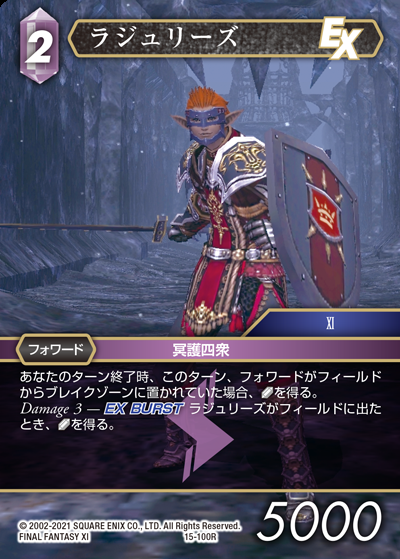 2
ラジュリーズ
EX
XI
フォワード
冥護四衆
あなたのターン終了時、このターン、フォワードがフィールド
からブレイクゾーンに置かれていた場合、を得る。
Damage 3 — EX BURST ラジュリーズがフィールドに出た
とき、を得る。
© 2002-2021 SQUARE ENIX CO., LTD. All Rights Reserved.
FINAL FANTASY XI
15-100R
5000